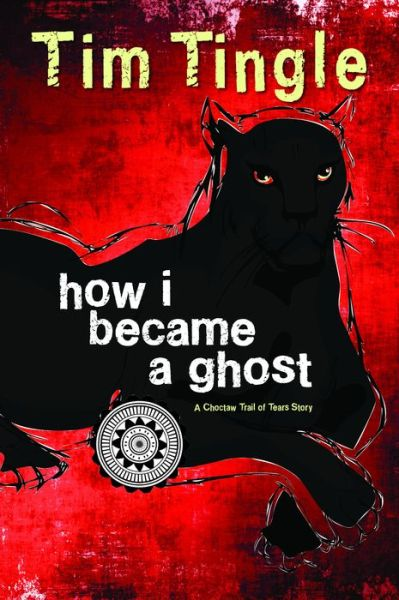 Tim Tingle
how i
became
a ghost
A Choctaw Trail of Tears Story